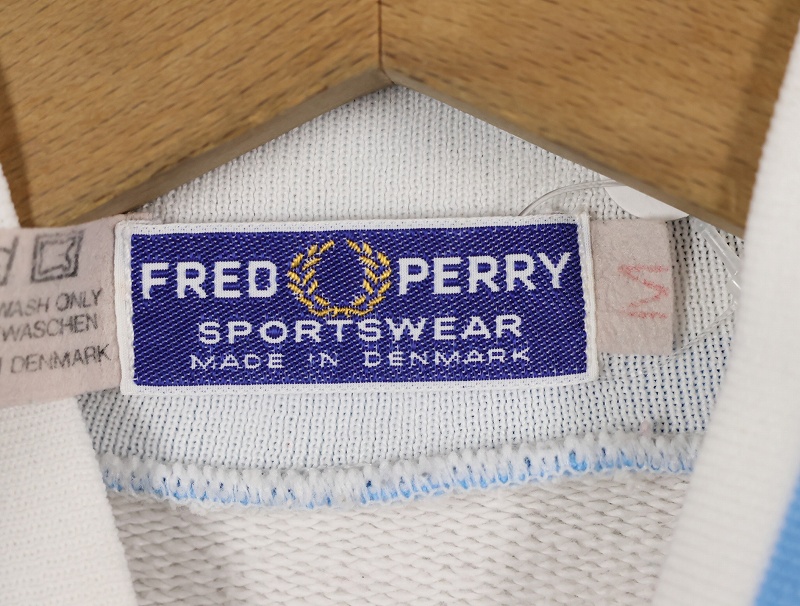 FRED PERRY
SPORTSWEAR
MADE IN DENMARK
M
WASH ONLY
WASCHEN
DENMARK